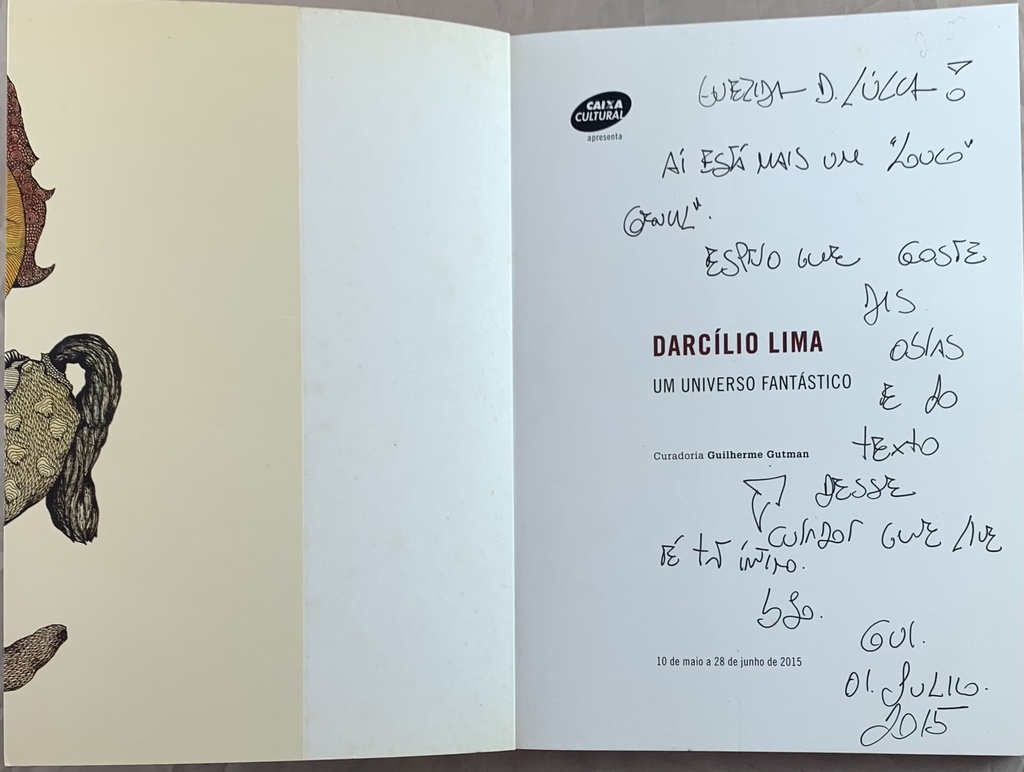 QUERIDA D. LÚCIA!
CAIXA
CULTURAL
apresenta
AÍ ESTÁ MAIS UM "LOUCO
GENIAL".
ESPERO QUE GOSTE
DAS
OBRAS
E DO
TEXTO
DESSE
CURADOR QUE LHE
É TÃO ÍNTIMO.
DARCÍLIO LIMA
UM UNIVERSO FANTÁSTICO
Curadoria Guilherme Gutman
BJO.
GUI.
10 de maio a 28 de junho de 2015
01. JULHO.
2015